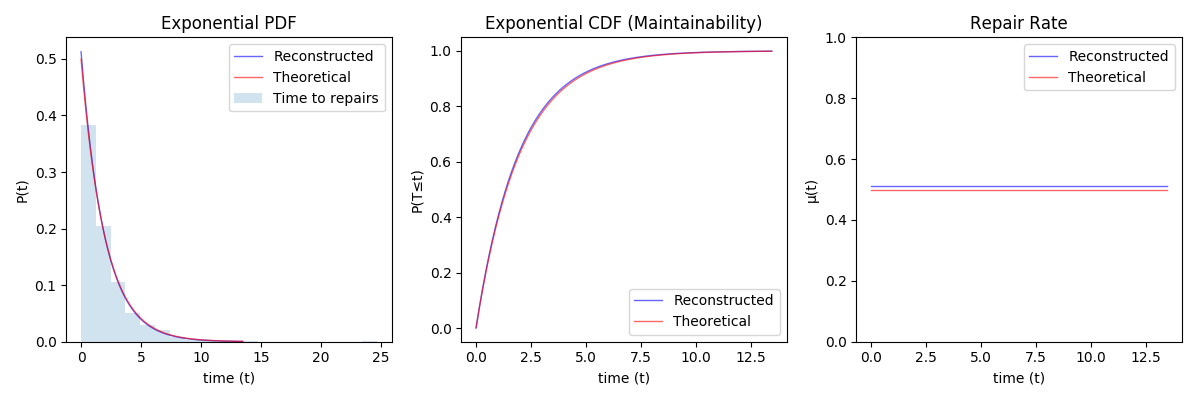 Exponential PDF
Reconstructed
Theoretical
Time to repairs
P(t)
0.5
0.4
0.3
0.2
0.1
0.0
0 5 10 15 20 25
time (t)
Exponential CDF (Maintainability)
P(T≤t)
1.0
0.8
0.6
0.4
0.2
0.0
Reconstructed
Theoretical
0.0 2.5 5.0 7.5 10.0 12.5
time (t)
Repair Rate
Reconstructed
Theoretical
μ(t)
1.0
0.8
0.6
0.4
0.2
0.0
0.0 2.5 5.0 7.5 10.0 12.5
time (t)